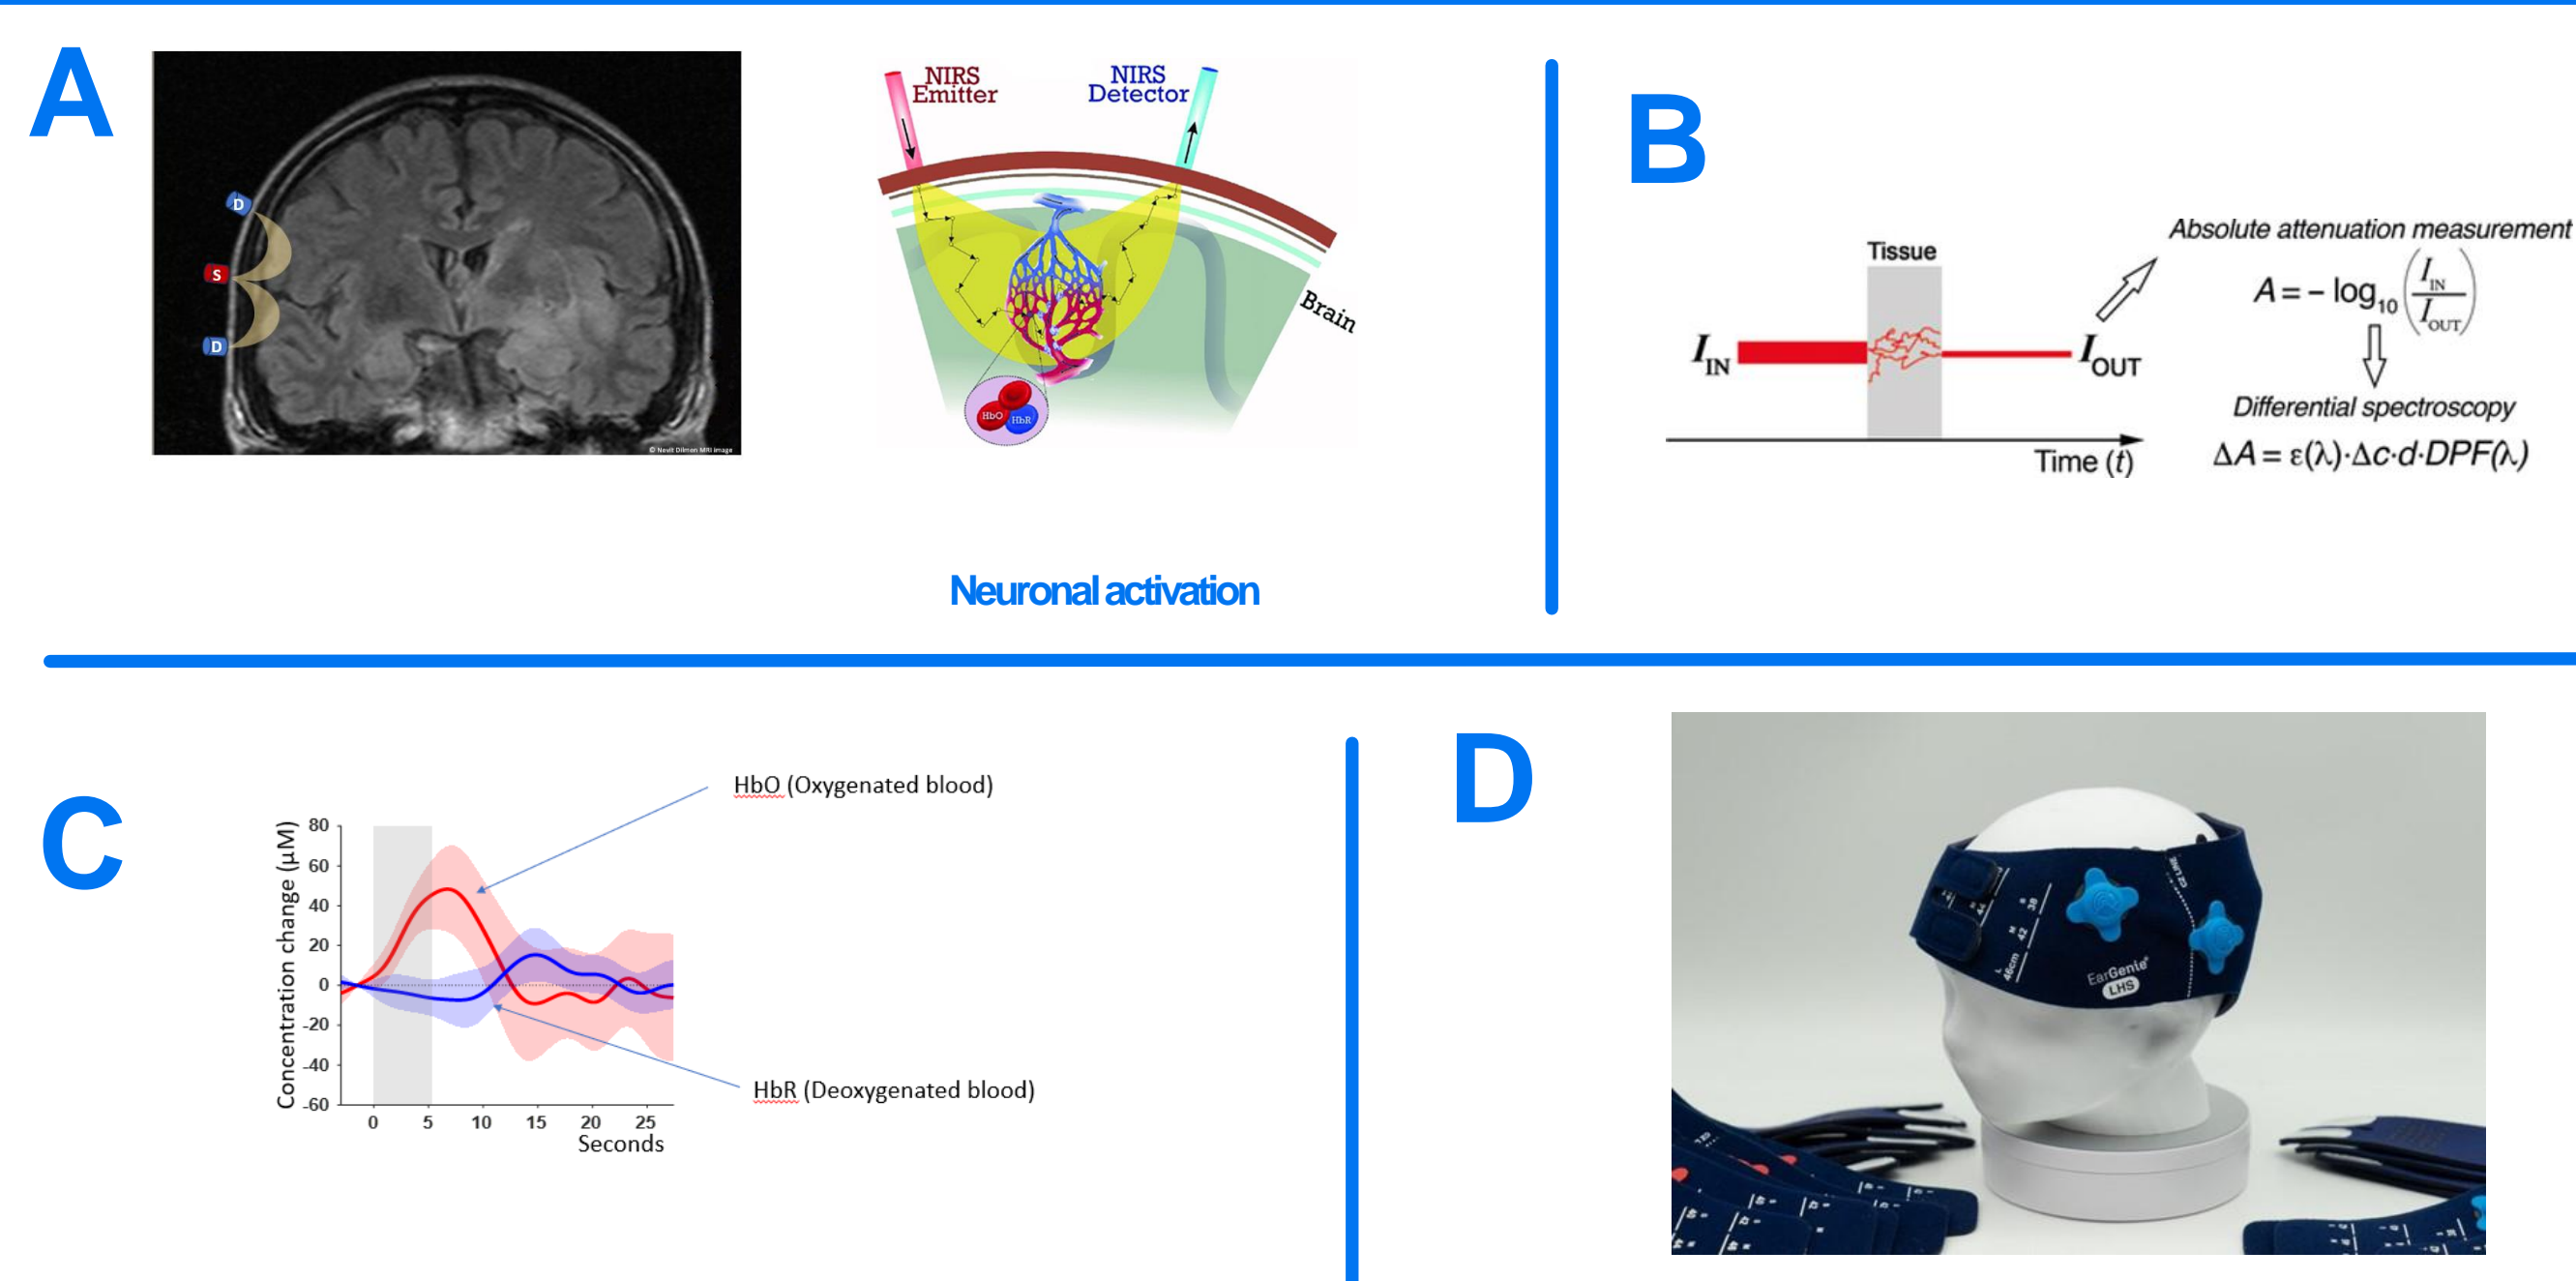 A
D
S
D
© Nevit Dilmen MRI image
NIRS
Emitter
NIRS
Detector
Brain
HbO
HbR
Neuronal activation
B
Tissue
I_IN
I_OUT
Time (t)
Absolute attenuation measurement
A = – log₁₀ (I_IN / I_OUT)
Differential spectroscopy
ΔA = ε(λ)·Δc·d·DPF(λ)
C
Concentration change (µM)
80
60
40
20
0
-20
-40
-60
0 5 10 15 20 25
Seconds
HbO (Oxygenated blood)
HbR (Deoxygenated blood)
D
CZ LINE
44
S 38
M 42
L 46cm
EarGenie®
LHS